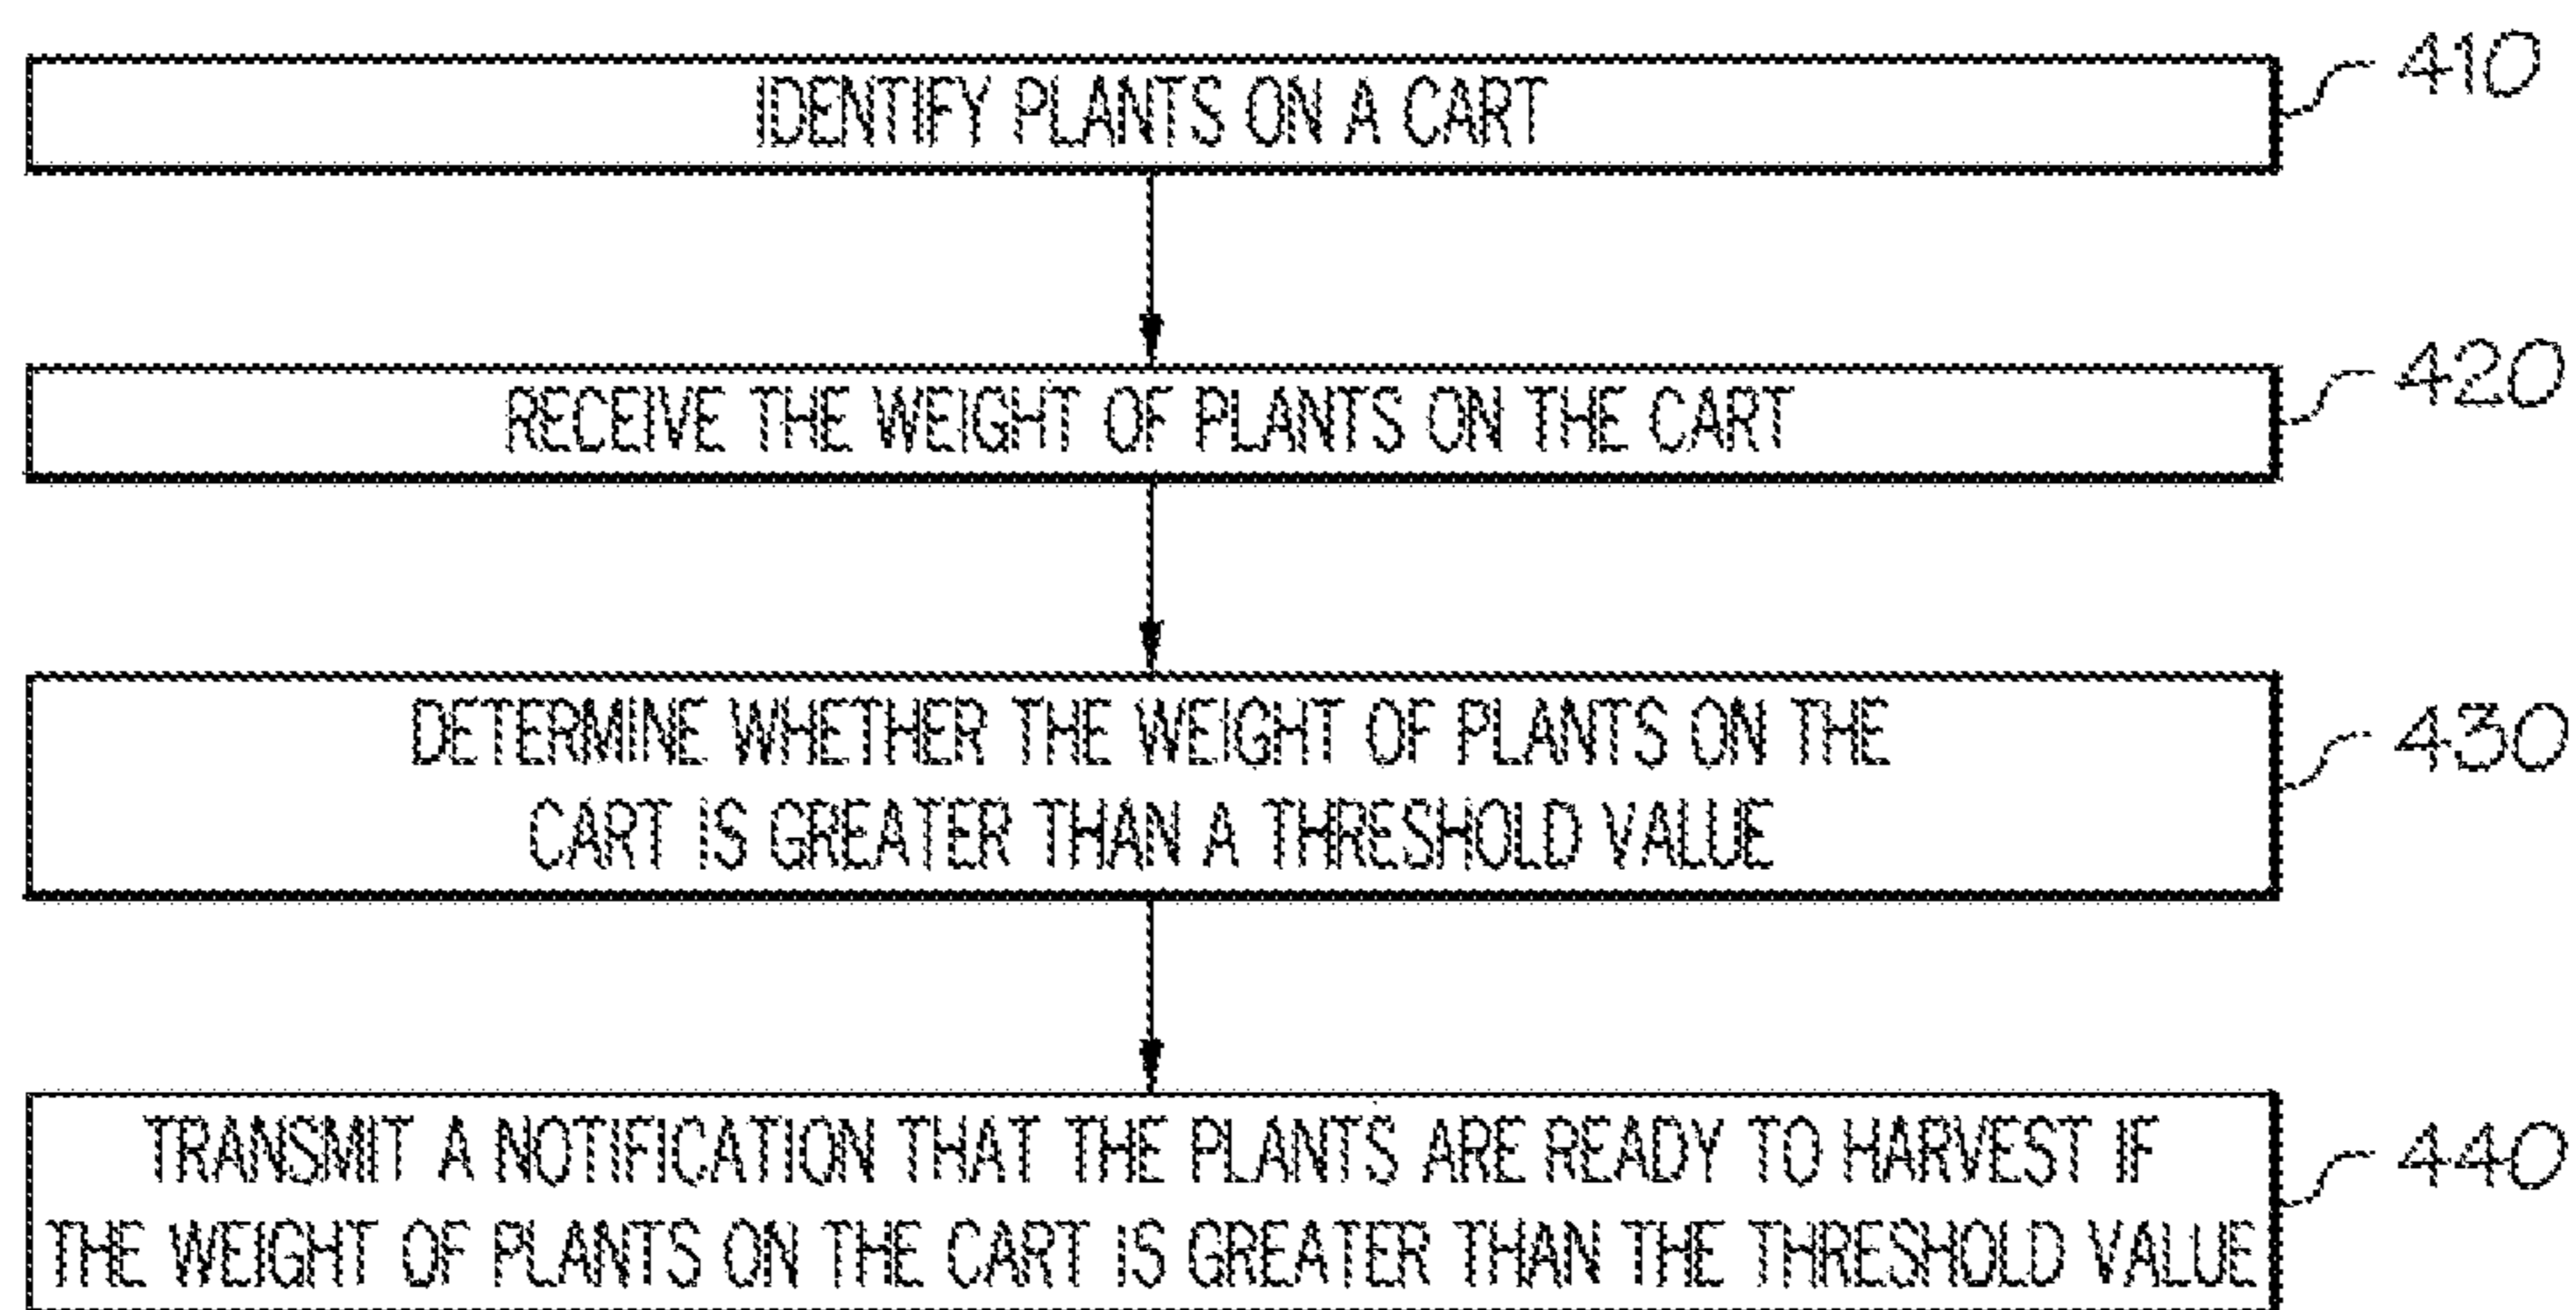 IDENTIFY PLANTS ON A CART
410
RECEIVE THE WEIGHT OF PLANTS ON THE CART
420
DETERMINE WHETHER THE WEIGHT OF PLANTS ON THE
CART IS GREATER THAN A THRESHOLD VALUE
430
TRANSMIT A NOTIFICATION THAT THE PLANTS ARE READY TO HARVEST IF
THE WEIGHT OF PLANTS ON THE CART IS GREATER THAN THE THRESHOLD VALUE
440